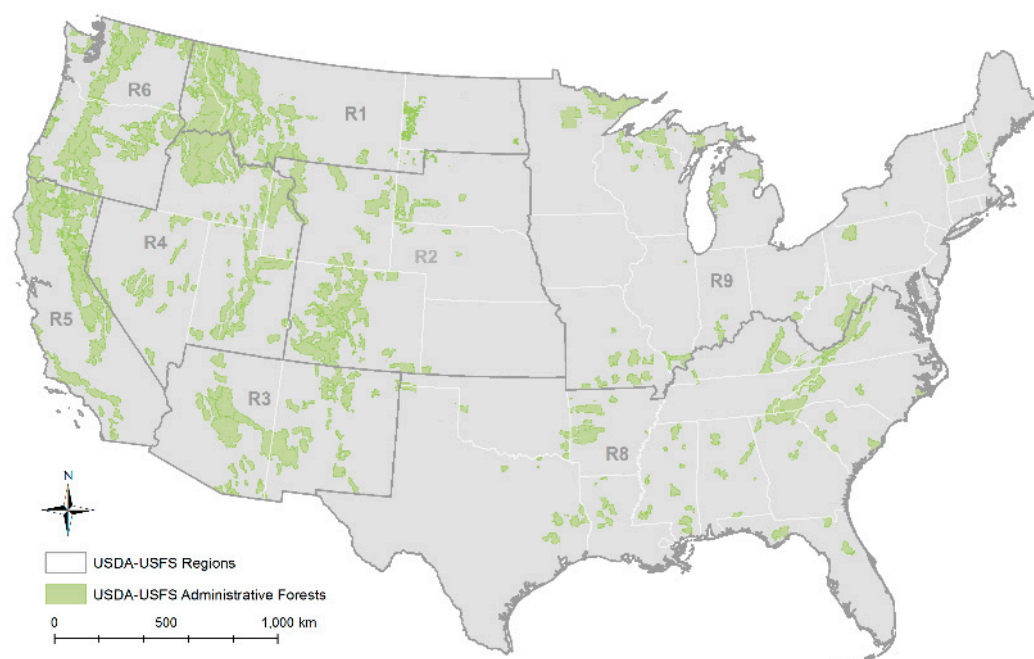 R6
R1
R4
R2
R9
R5
R3
R8
N
USDA-USFS Regions
USDA-USFS Administrative Forests
0 500 1,000 km